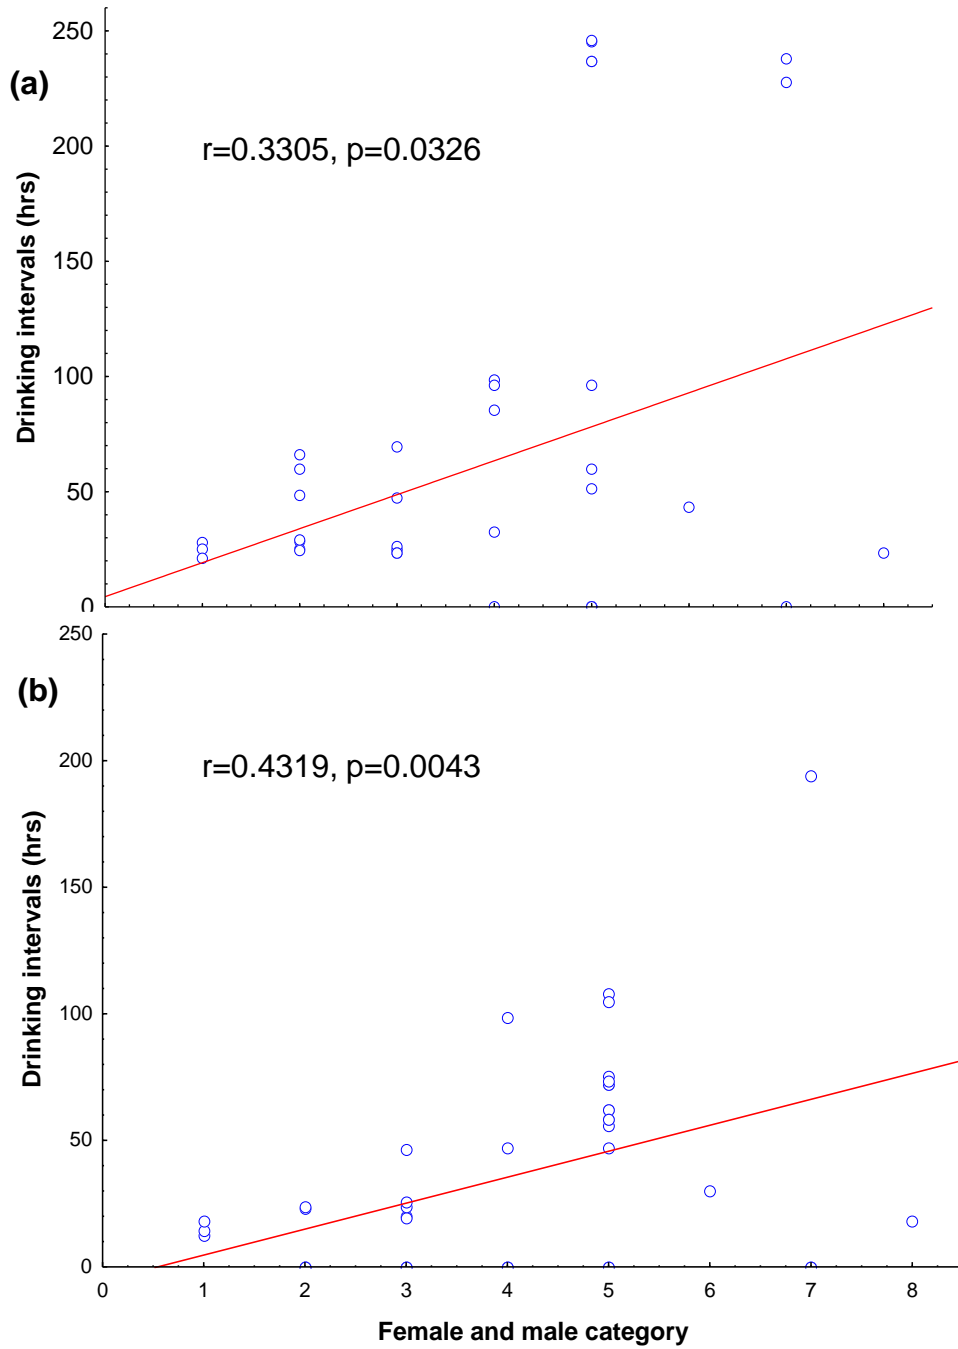 250
(a)
r=0.3305, p=0.0326
200
150
Drinking intervals (hrs)
100
50
0
250
(b)
r=0.4319, p=0.0043
200
150
Drinking intervals (hrs)
100
50
0
0 1 2 3 4 5 6 7 8
Female and male category